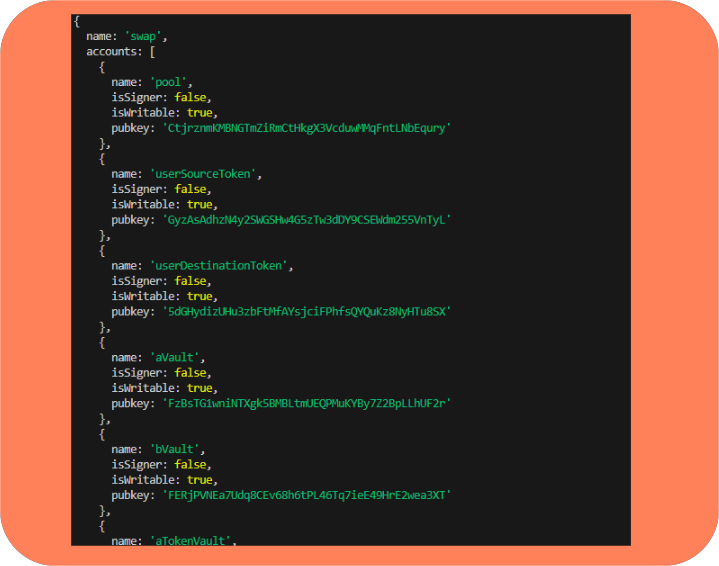 {
name: 'swap',
accounts: [
{
name: 'pool',
isSigner: false,
isWritable: true,
pubkey: 'CtjrznmKMBNGTmZiRmCtHkgX3VcduwMMqFntLNbEqury'
},
{
name: 'userSourceToken',
isSigner: false,
isWritable: true,
pubkey: 'GyzAsAdhzN4y2SWGSHw4G5zTw3dDY9CSEWdm255VnTyL'
},
{
name: 'userDestinationToken',
isSigner: false,
isWritable: true,
pubkey: '5dGHydizUHu3zbFtMfAYsjciFPhfsQYQuKz8NyHTu8SX'
},
{
name: 'aVault',
isSigner: false,
isWritable: true,
pubkey: 'FzBsTG1wniNTXgk5BMBLtmUEQPMuKYBy7Z2BpLLhUF2r'
},
{
name: 'bVault',
isSigner: false,
isWritable: true,
pubkey: 'FERjPVNEa7Udq8CEv68h6tPL46Tq7ieE49HrE2wea3XT'
},
{
name: 'aTokenVault',